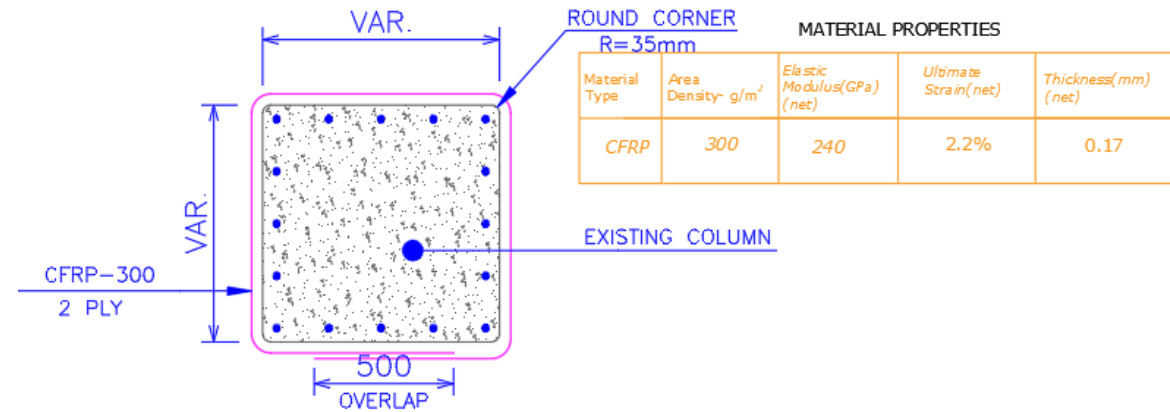 VAR.
ROUND CORNER
R=35mm
MATERIAL PROPERTIES
Material
Type
Area
Density- g/m²
Elastic
Modulus(GPa)
(net)
Ultimate
Strain(net)
Thickness(mm)
(net)
CFRP
300
240
2.2%
0.17
VAR.
EXISTING COLUMN
CFRP-300
2 PLY
500
OVERLAP